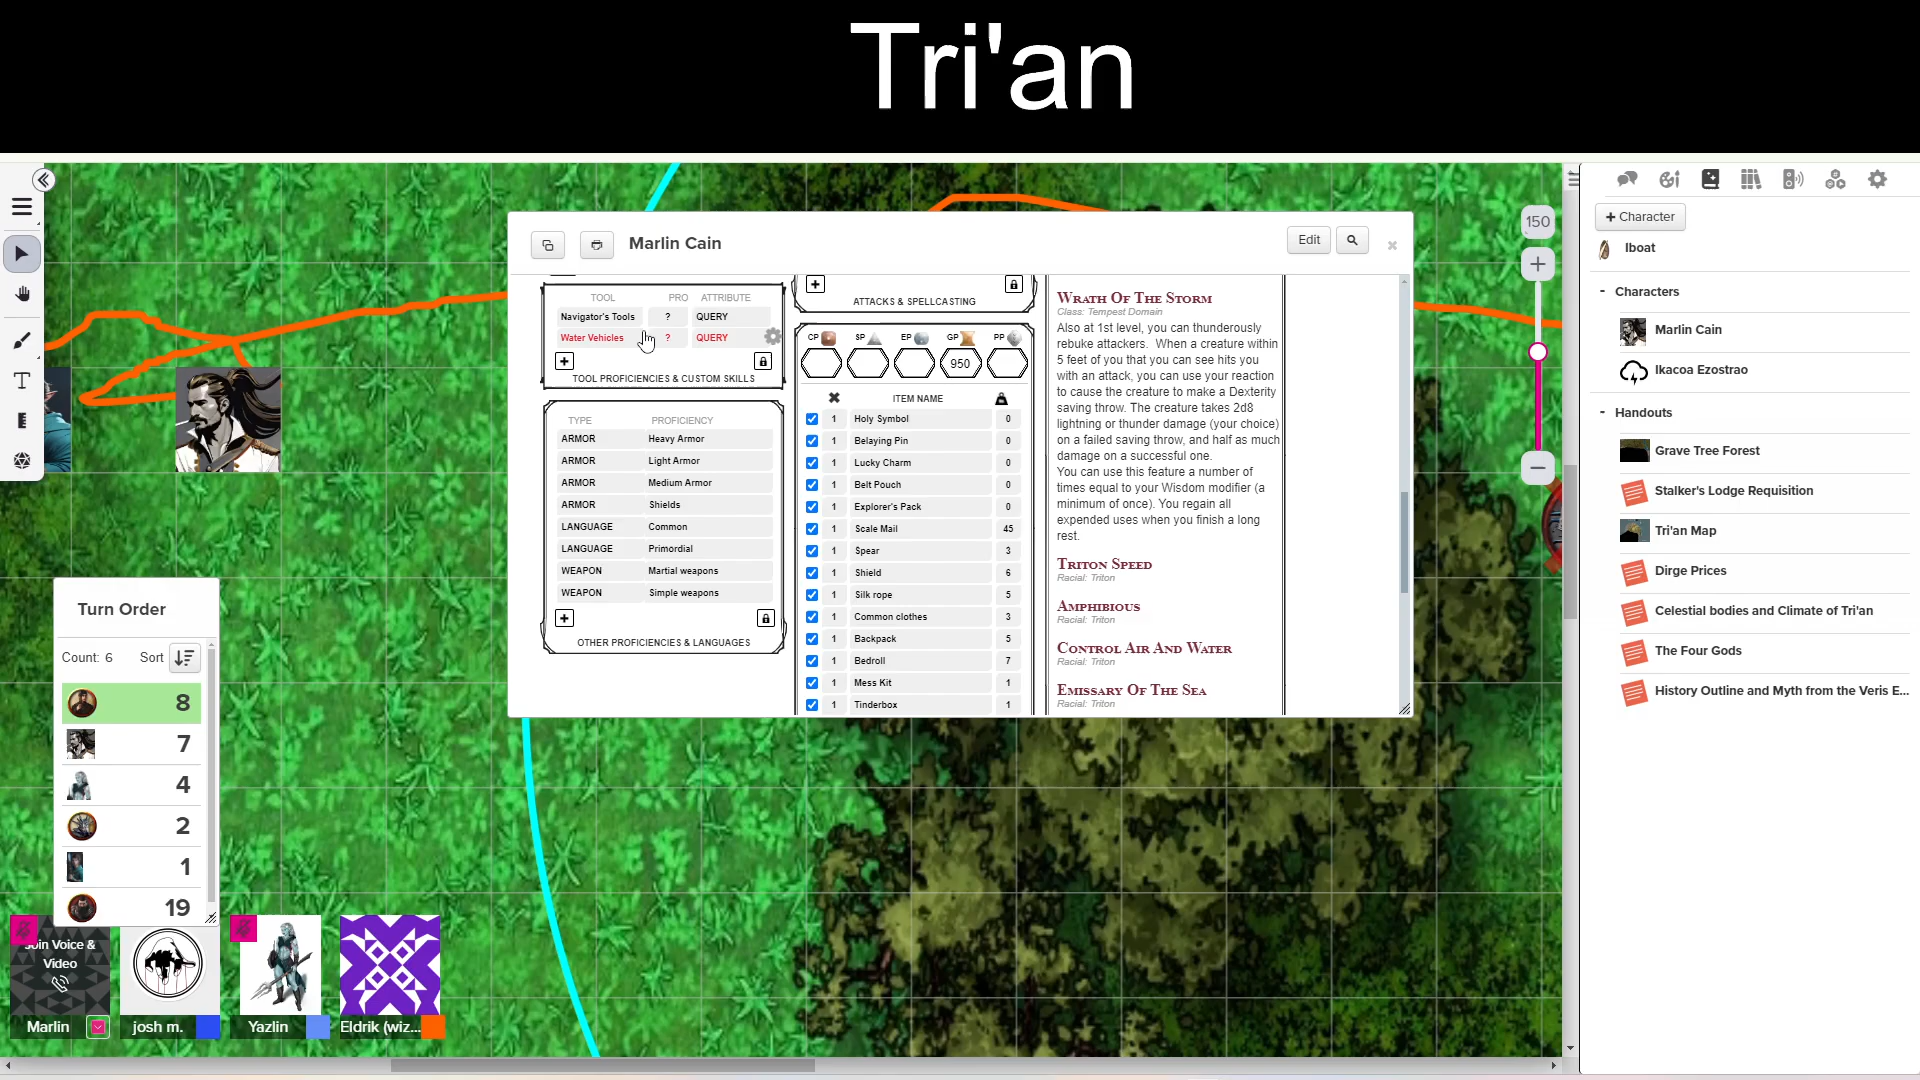 Tri'an
Marlin Cain
Edit
TOOL PRO ATTRIBUTE
Navigator's Tools ? QUERY
Water Vehicles ? QUERY
TOOL PROFICIENCIES & CUSTOM SKILLS
TYPE PROFICIENCY
ARMOR Heavy Armor
ARMOR Light Armor
ARMOR Medium Armor
ARMOR Shields
LANGUAGE Common
LANGUAGE Primordial
WEAPON Martial weapons
WEAPON Simple weapons
OTHER PROFICIENCIES & LANGUAGES
ATTACKS & SPELLCASTING
CP SP EP GP PP
950
ITEM NAME
1 Holy Symbol 0
1 Belaying Pin 0
1 Lucky Charm 0
1 Belt Pouch 0
1 Explorer's Pack 0
1 Scale Mail 45
1 Spear 3
1 Shield 6
1 Silk rope 5
1 Common clothes 3
1 Backpack 5
1 Bedroll 7
1 Mess Kit 1
1 Tinderbox 1
Wrath Of The Storm
Class: Tempest Domain
Also at 1st level, you can thunderously
rebuke attackers. When a creature within
5 feet of you that you can see hits you
with an attack, you can use your reaction
to cause the creature to make a Dexterity
saving throw. The creature takes 2d8
lightning or thunder damage (your choice)
on a failed saving throw, and half as much
damage on a successful one.
You can use this feature a number of
times equal to your Wisdom modifier (a
minimum of once). You regain all
expended uses when you finish a long
rest.
Triton Speed
Racial: Triton
Amphibious
Racial: Triton
Control Air And Water
Racial: Triton
Emissary Of The Sea
Racial: Triton
150
+ Character
Iboat
Characters
Marlin Cain
Ikacoa Ezostrao
Handouts
Grave Tree Forest
Stalker's Lodge Requisition
Tri'an Map
Dirge Prices
Celestial bodies and Climate of Tri'an
The Four Gods
History Outline and Myth from the Veris E...
Turn Order
Count: 6 Sort
8
7
4
2
1
19
Join Voice &
Video
Marlin
josh m.
Yazlin
Eldrik (wiz...